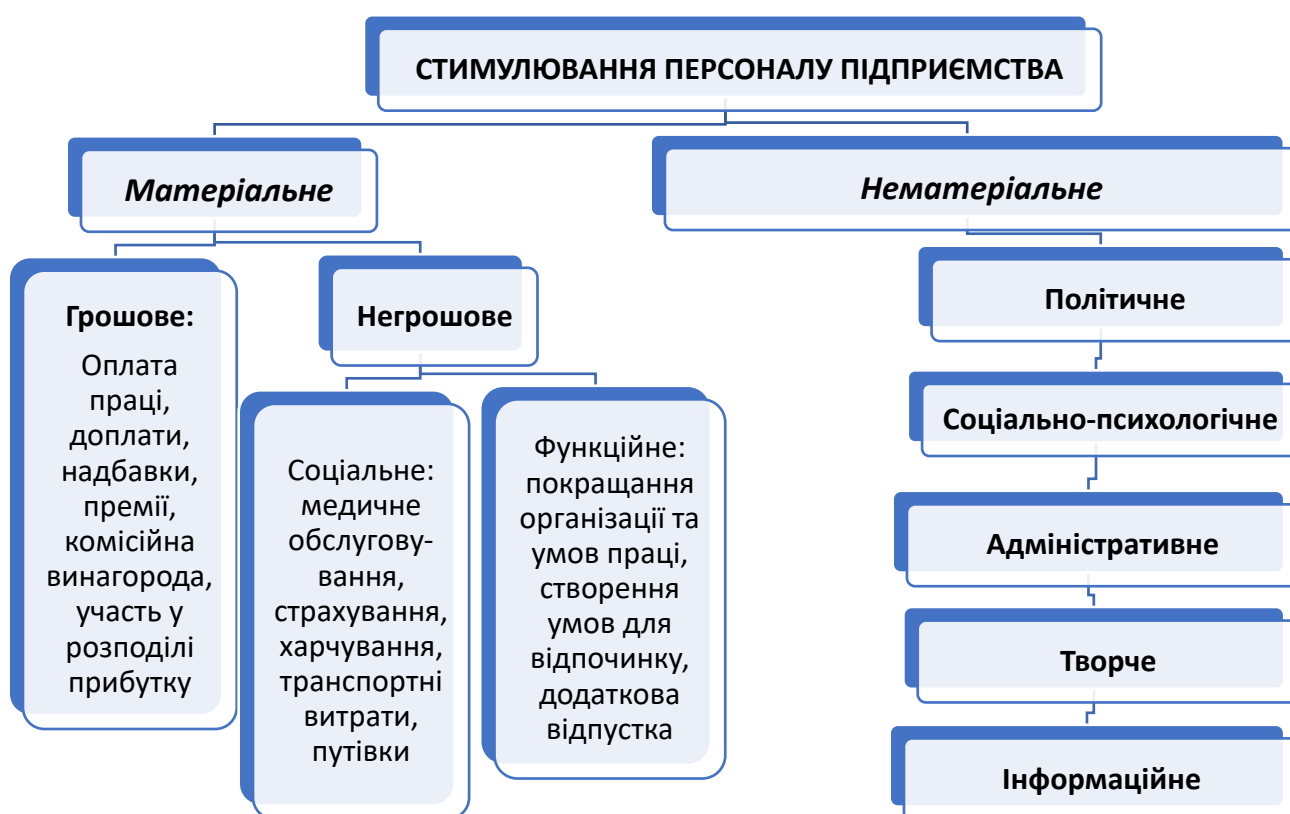 СТИМУЛЮВАННЯ ПЕРСОНАЛУ ПІДПРИЄМСТВА
Матеріальне
Нематеріальне
Грошове:
Оплата
праці,
доплати,
надбавки,
премії,
комісійна
винагорода,
участь у
розподілі
прибутку
Негрошове
Соціальне:
медичне
обслугову-
вання,
страхування,
харчування,
транспортні
витрати,
путівки
Функційне:
покращання
організації та
умов праці,
створення
умов для
відпочинку,
додаткова
відпустка
Політичне
Соціально-психологічне
Адміністративне
Творче
Інформаційне